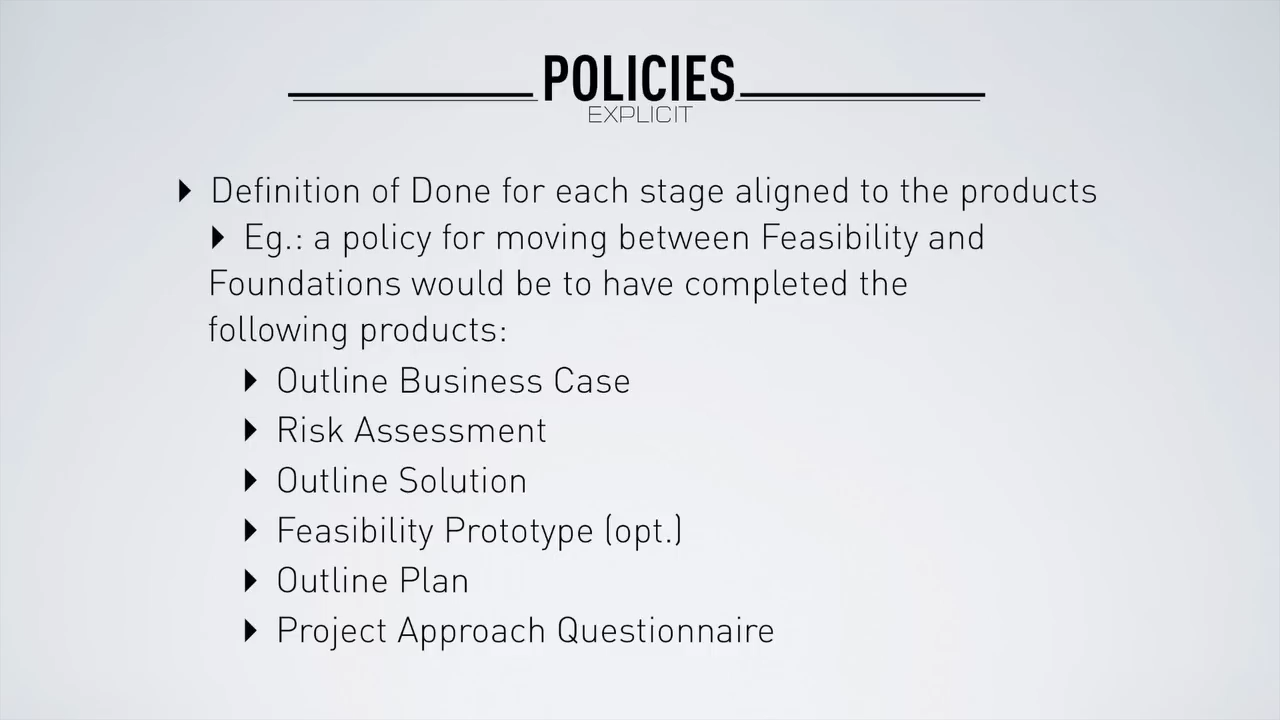 POLICIES
EXPLICIT
Definition of Done for each stage aligned to the products
Eg.: a policy for moving between Feasibility and
Foundations would be to have completed the
following products:
Outline Business Case
Risk Assessment
Outline Solution
Feasibility Prototype (opt.)
Outline Plan
Project Approach Questionnaire